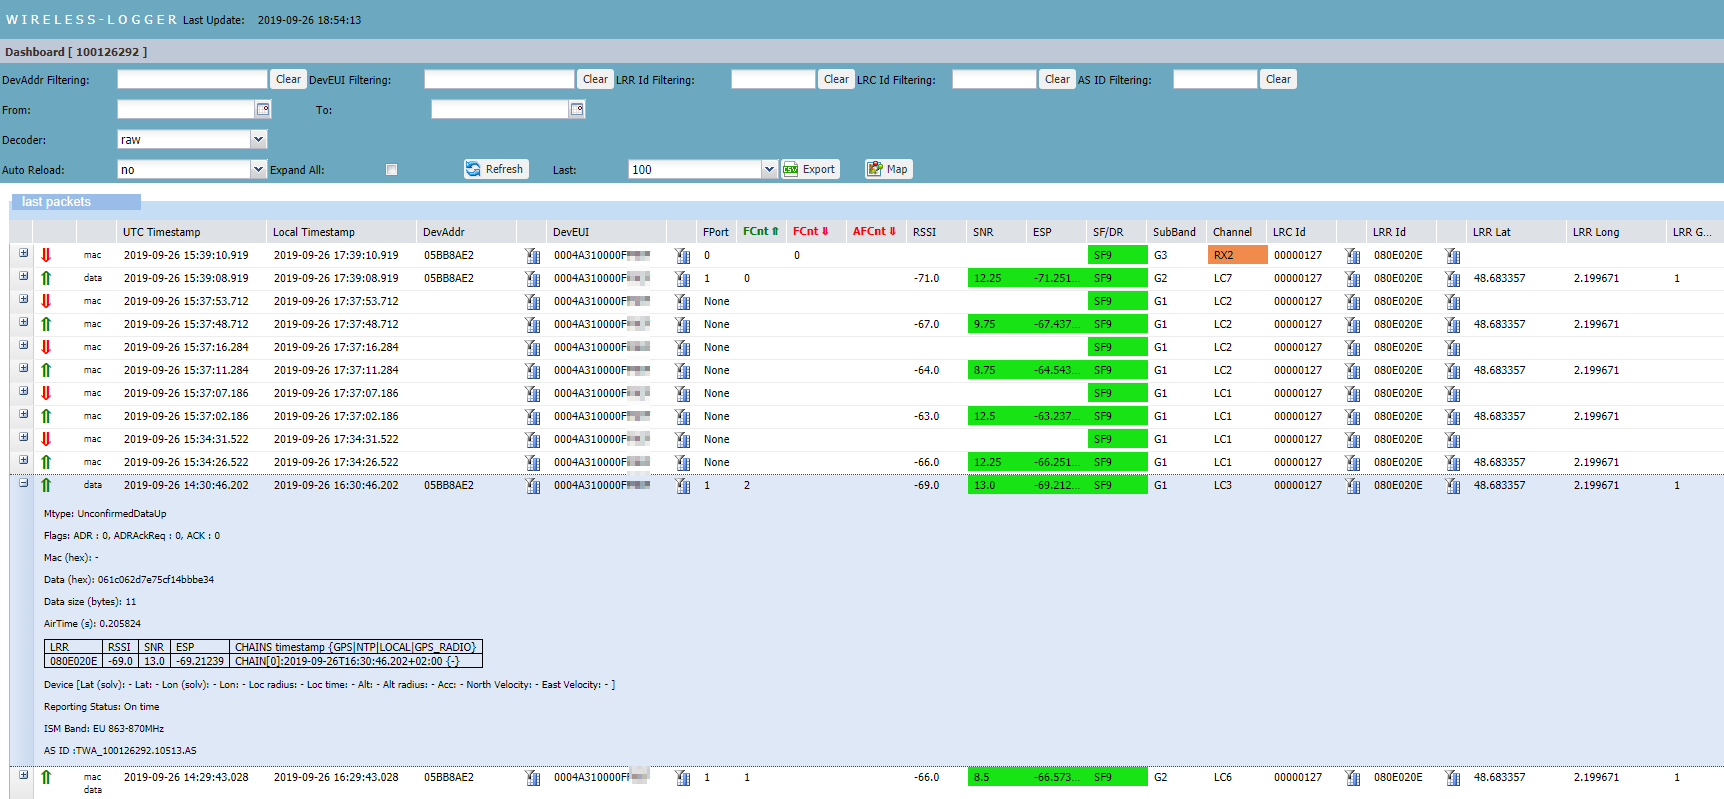 WIRELESS-LOGGER Last Update: 2019-09-26 18:54:13
Dashboard [ 100126292 ]
DevAddr Filtering: Clear DevEUI Filtering: Clear LRR Id Filtering: Clear LRC Id Filtering: Clear AS ID Filtering: Clear
From: To:
Decoder: raw
Auto Reload: no Expand All: Refresh Last: 100 CSV Export Map
last packets
UTC Timestamp Local Timestamp DevAddr DevEUI FPort FCnt ⇑ FCnt ⇓ AFCnt ⇓ RSSI SNR ESP SF/DR SubBand Channel LRC Id LRR Id LRR Lat LRR Long LRR G...
mac 2019-09-26 15:39:10.919 2019-09-26 17:39:10.919 05BB8AE2 0004A310000F 0 0 SF9 G3 RX2 00000127 080E020E
data 2019-09-26 15:39:08.919 2019-09-26 17:39:08.919 05BB8AE2 0004A310000F 1 0 -71.0 12.25 -71.251... SF9 G2 LC7 00000127 080E020E 48.683357 2.199671 1
mac 2019-09-26 15:37:53.712 2019-09-26 17:37:53.712 0004A310000F None SF9 G1 LC2 00000127 080E020E
mac 2019-09-26 15:37:48.712 2019-09-26 17:37:48.712 0004A310000F None -67.0 9.75 -67.437... SF9 G1 LC2 00000127 080E020E 48.683357 2.199671
mac 2019-09-26 15:37:16.284 2019-09-26 17:37:16.284 0004A310000F None SF9 G1 LC2 00000127 080E020E
mac 2019-09-26 15:37:11.284 2019-09-26 17:37:11.284 0004A310000F None -64.0 8.75 -64.543... SF9 G1 LC2 00000127 080E020E 48.683357 2.199671
mac 2019-09-26 15:37:07.186 2019-09-26 17:37:07.186 0004A310000F None SF9 G1 LC1 00000127 080E020E
mac 2019-09-26 15:37:02.186 2019-09-26 17:37:02.186 0004A310000F None -63.0 12.5 -63.237... SF9 G1 LC1 00000127 080E020E 48.683357 2.199671
mac 2019-09-26 15:34:31.522 2019-09-26 17:34:31.522 0004A310000F None SF9 G1 LC1 00000127 080E020E
mac 2019-09-26 15:34:26.522 2019-09-26 17:34:26.522 0004A310000F None -66.0 12.25 -66.251... SF9 G1 LC1 00000127 080E020E 48.683357 2.199671
data 2019-09-26 14:30:46.202 2019-09-26 16:30:46.202 05BB8AE2 0004A310000F 1 2 -69.0 13.0 -69.212... SF9 G1 LC3 00000127 080E020E 48.683357 2.199671 1
Mtype: UnconfirmedDataUp
Flags: ADR : 0, ADRAckReq : 0, ACK : 0
Mac (hex): -
Data (hex): 061c062d7e75cf14bbbe34
Data size (bytes): 11
AirTime (s): 0.205824
LRR RSSI SNR ESP CHAINS timestamp {GPS|NTP|LOCAL|GPS_RADIO}
080E020E -69.0 13.0 -69.21239 CHAIN[0]:2019-09-26T16:30:46.202+02:00 {-}
Device [Lat (solv): - Lat: - Lon (solv): - Lon: - Loc radius: - Loc time: - Alt: - Alt radius: - Acc: - North Velocity: - East Velocity: - ]
Reporting Status: On time
ISM Band: EU 863-870MHz
AS ID :TWA_100126292.10513.AS
mac 2019-09-26 14:29:43.028 2019-09-26 16:29:43.028 05BB8AE2 0004A310000F 1 1 -66.0 8.5 -66.573... SF9 G2 LC6 00000127 080E020E 48.683357 2.199671 1
data